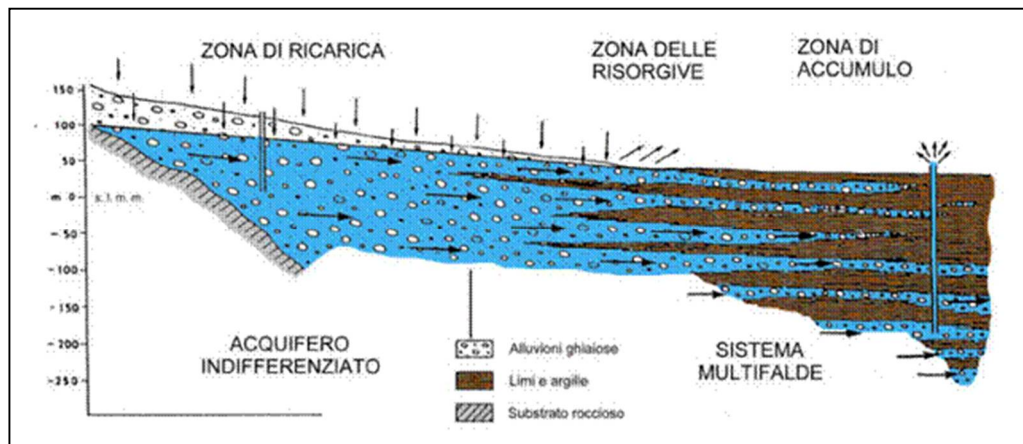 ZONA DI RICARICA
ZONA DELLE
RISORGIVE
ZONA DI
ACCUMULO
150
100
50
m 0
s. l. m. m.
-50
-100
-150
-200
-250
ACQUIFERO
INDIFFERENZIATO
Alluvioni ghiaiose
Limi e argille
Substrato roccioso
SISTEMA
MULTIFALDE